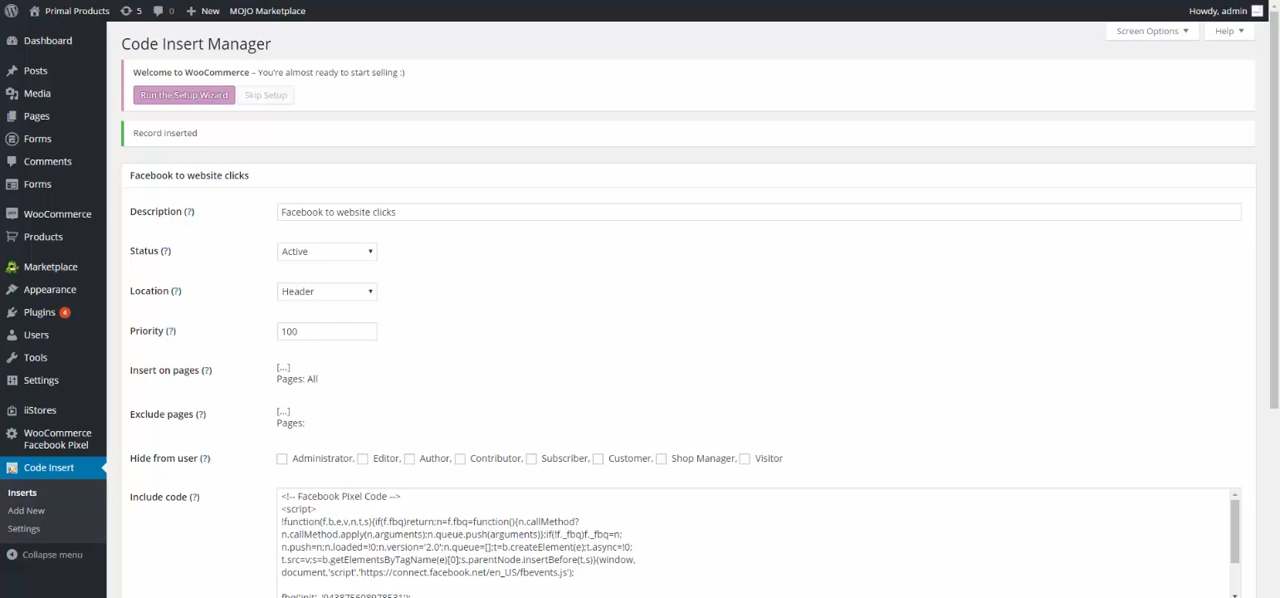 Primal Products 5 0 New MOJO Marketplace Howdy, admin
Screen Options ▼ Help ▼
Dashboard
Posts
Media
Pages
Forms
Comments
Forms
WooCommerce
Products
Marketplace
Appearance
Plugins 4
Users
Tools
Settings
iiStores
WooCommerce
Facebook Pixel
Code Insert
Inserts
Add New
Settings
Collapse menu
Code Insert Manager
Welcome to WooCommerce – You're almost ready to start selling :)
Run the Setup Wizard Skip Setup
Record inserted
Facebook to website clicks
Description (?) Facebook to website clicks
Status (?) Active
Location (?) Header
Priority (?) 100
Insert on pages (?) [...]
Pages: All
Exclude pages (?) [...]
Pages:
Hide from user (?) Administrator, Editor, Author, Contributor, Subscriber, Customer, Shop Manager, Visitor
Include code (?) <!-- Facebook Pixel Code -->
<script>
!function(f,b,e,v,n,t,s){if(f.fbq)return;n=f.fbq=function(){n.callMethod?
n.callMethod.apply(n,arguments):n.queue.push(arguments)};if(!f._fbq)f._fbq=n;
n.push=n;n.loaded=!0;n.version='2.0';n.queue=[];t=b.createElement(e);t.async=!0;
t.src=v;s=b.getElementsByTagName(e)[0];s.parentNode.insertBefore(t,s)}(window,
document,'script','https://connect.facebook.net/en_US/fbevents.js');